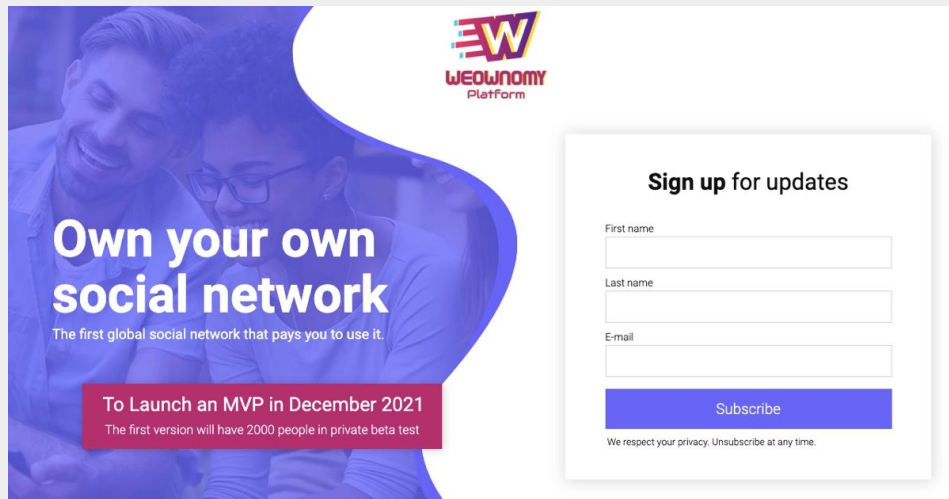 W
WEOWNOMY
Platform
Own your own
social network
The first global social network that pays you to use it.
To Launch an MVP in December 2021
The first version will have 2000 people in private beta test
Sign up for updates
First name
Last name
E-mail
Subscribe
We respect your privacy. Unsubscribe at any time.